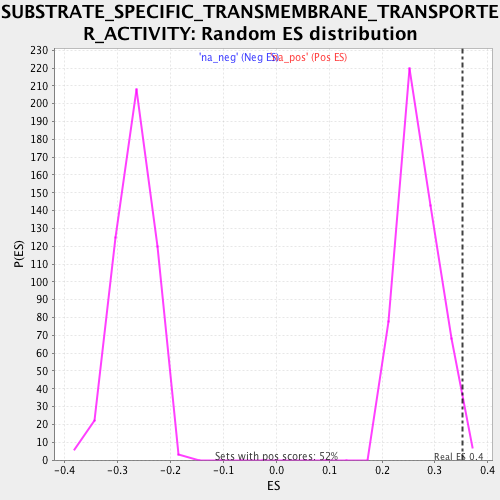 SUBSTRATE_SPECIFIC_TRANSMEMBRANE_TRANSPORTE
R_ACTIVITY: Random ES distribution
'na_neg' (Neg ES)
'na_pos' (Pos ES)
P(ES)
230
220
210
200
190
180
170
160
150
140
130
120
110
100
90
80
70
60
50
40
30
20
10
0
Sets with pos scores: 52%
Real ES 0.4
-0.4 -0.3 -0.2 -0.1 0.0 0.1 0.2 0.3 0.4
ES